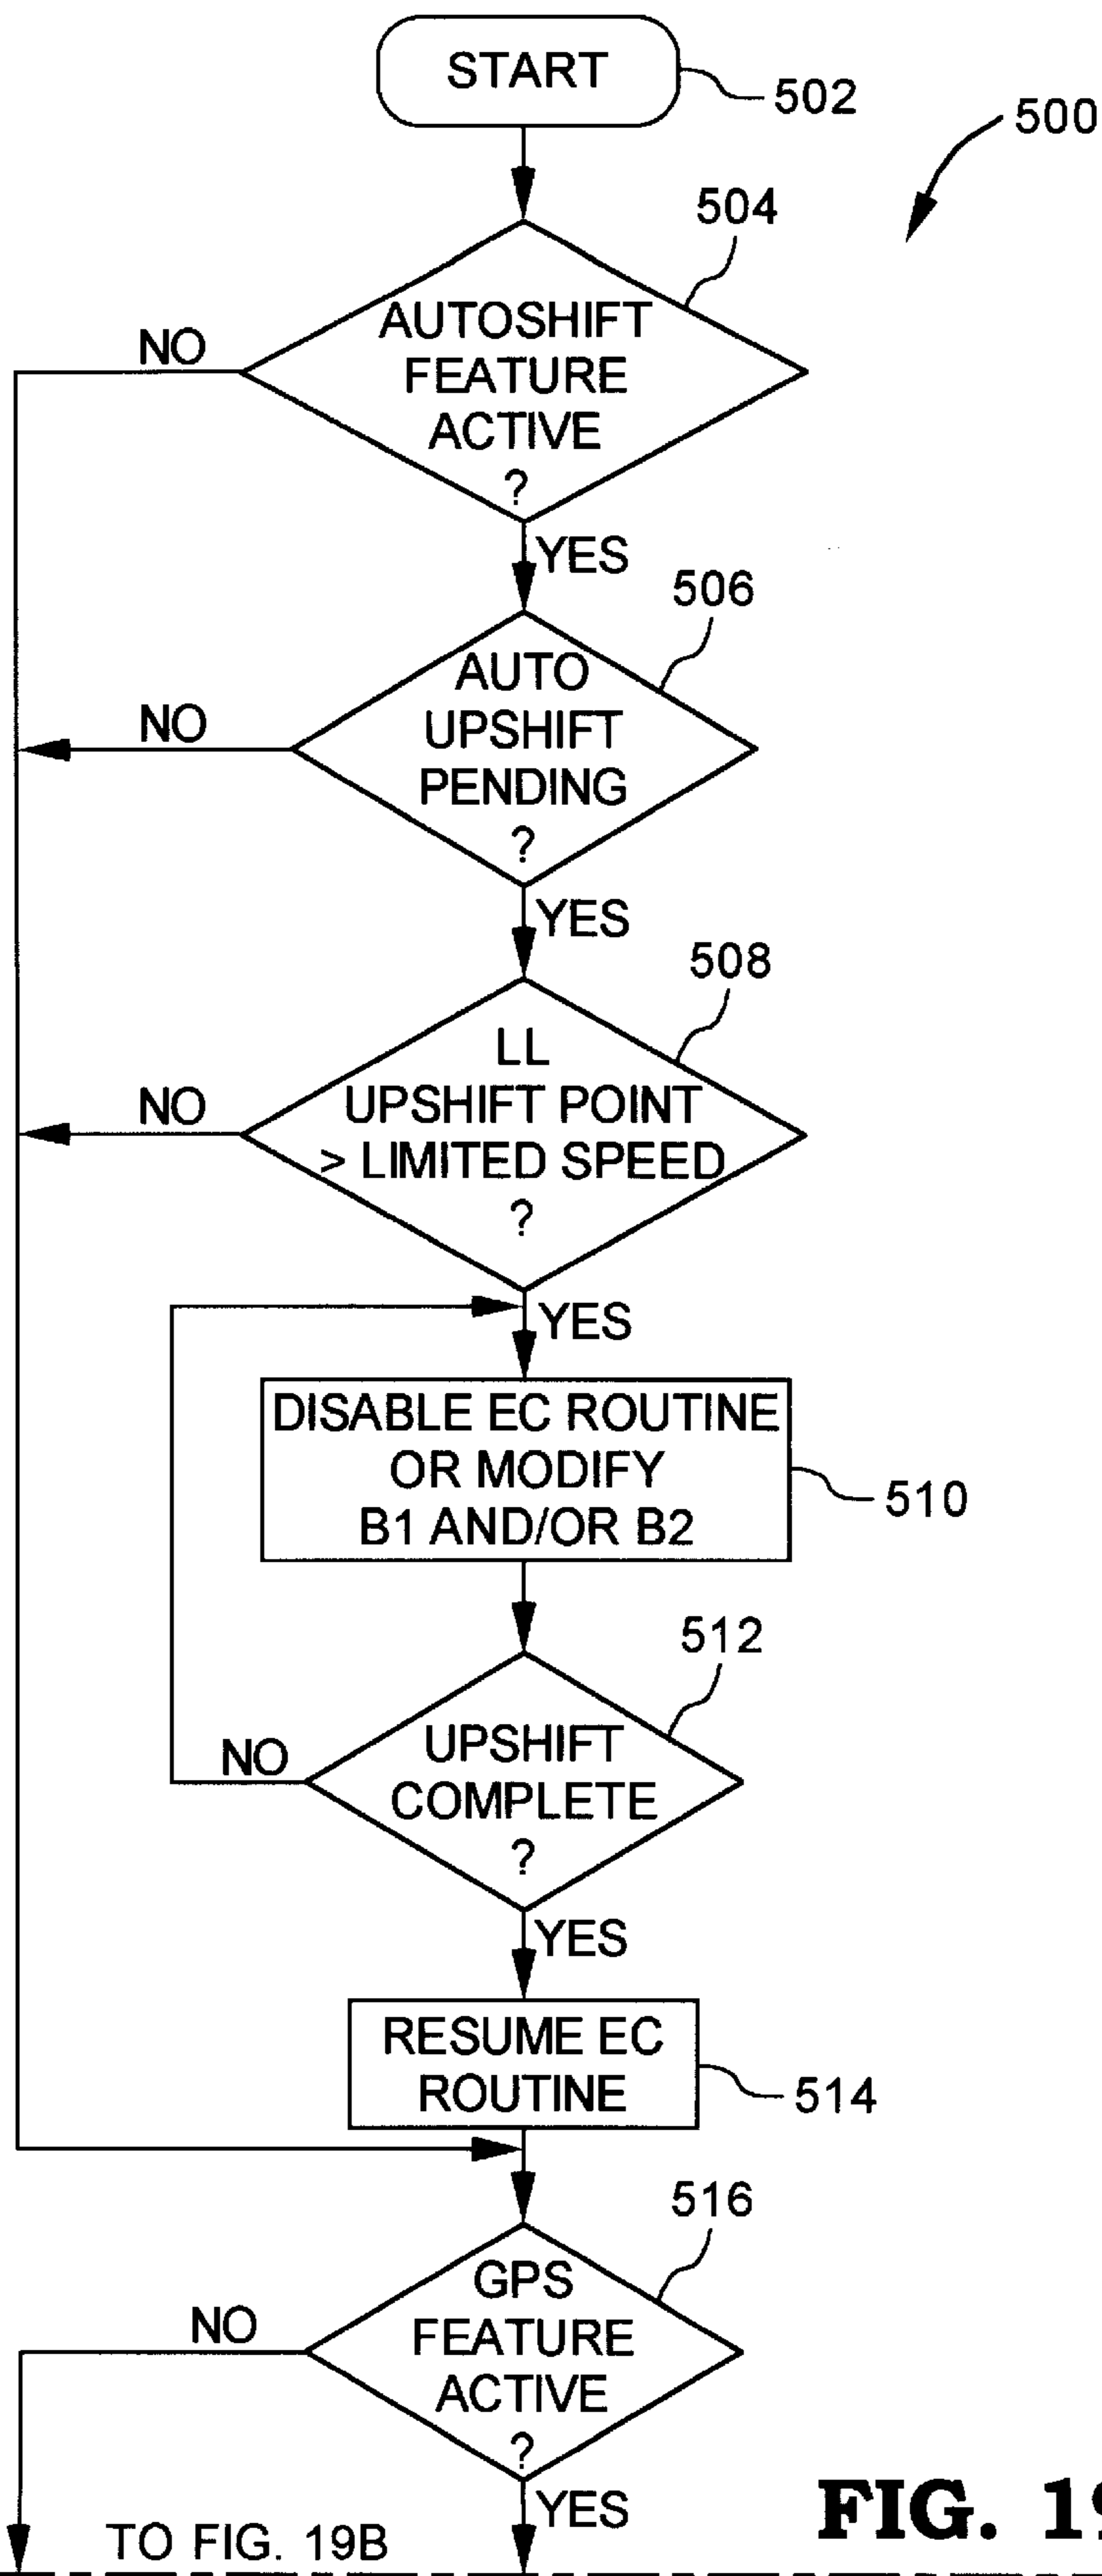 START
502
500
504
AUTOSHIFT
FEATURE
ACTIVE
?
NO
YES
506
AUTO
UPSHIFT
PENDING
?
NO
YES
508
LL
UPSHIFT POINT
> LIMITED SPEED
?
NO
YES
DISABLE EC ROUTINE
OR MODIFY
B1 AND/OR B2
510
512
UPSHIFT
COMPLETE
?
NO
YES
RESUME EC
ROUTINE
514
516
GPS
FEATURE
ACTIVE
?
NO
YES
TO FIG. 19B
FIG. 19